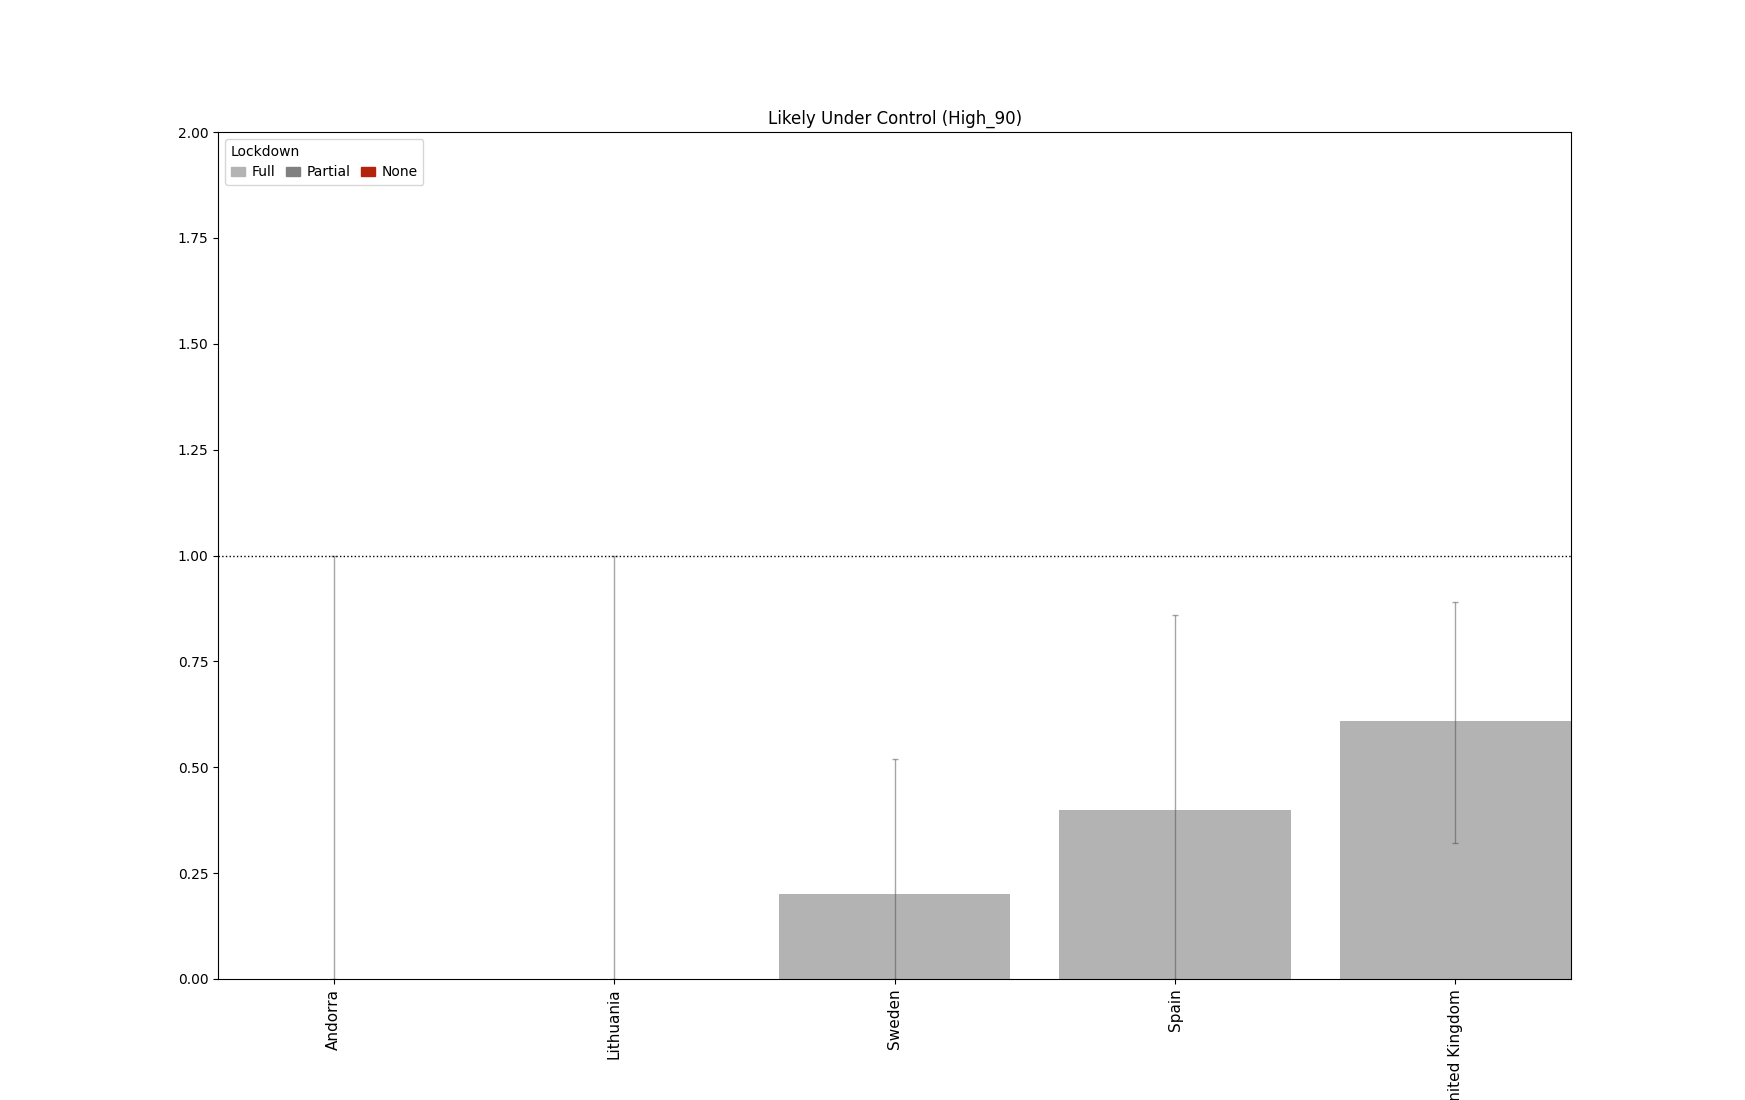 Likely Under Control (High_90)
2.00
Lockdown
Full Partial None
1.75
1.50
1.25
1.00
0.75
0.50
0.25
0.00
Andorra
Lithuania
Sweden
Spain
nited Kingdom